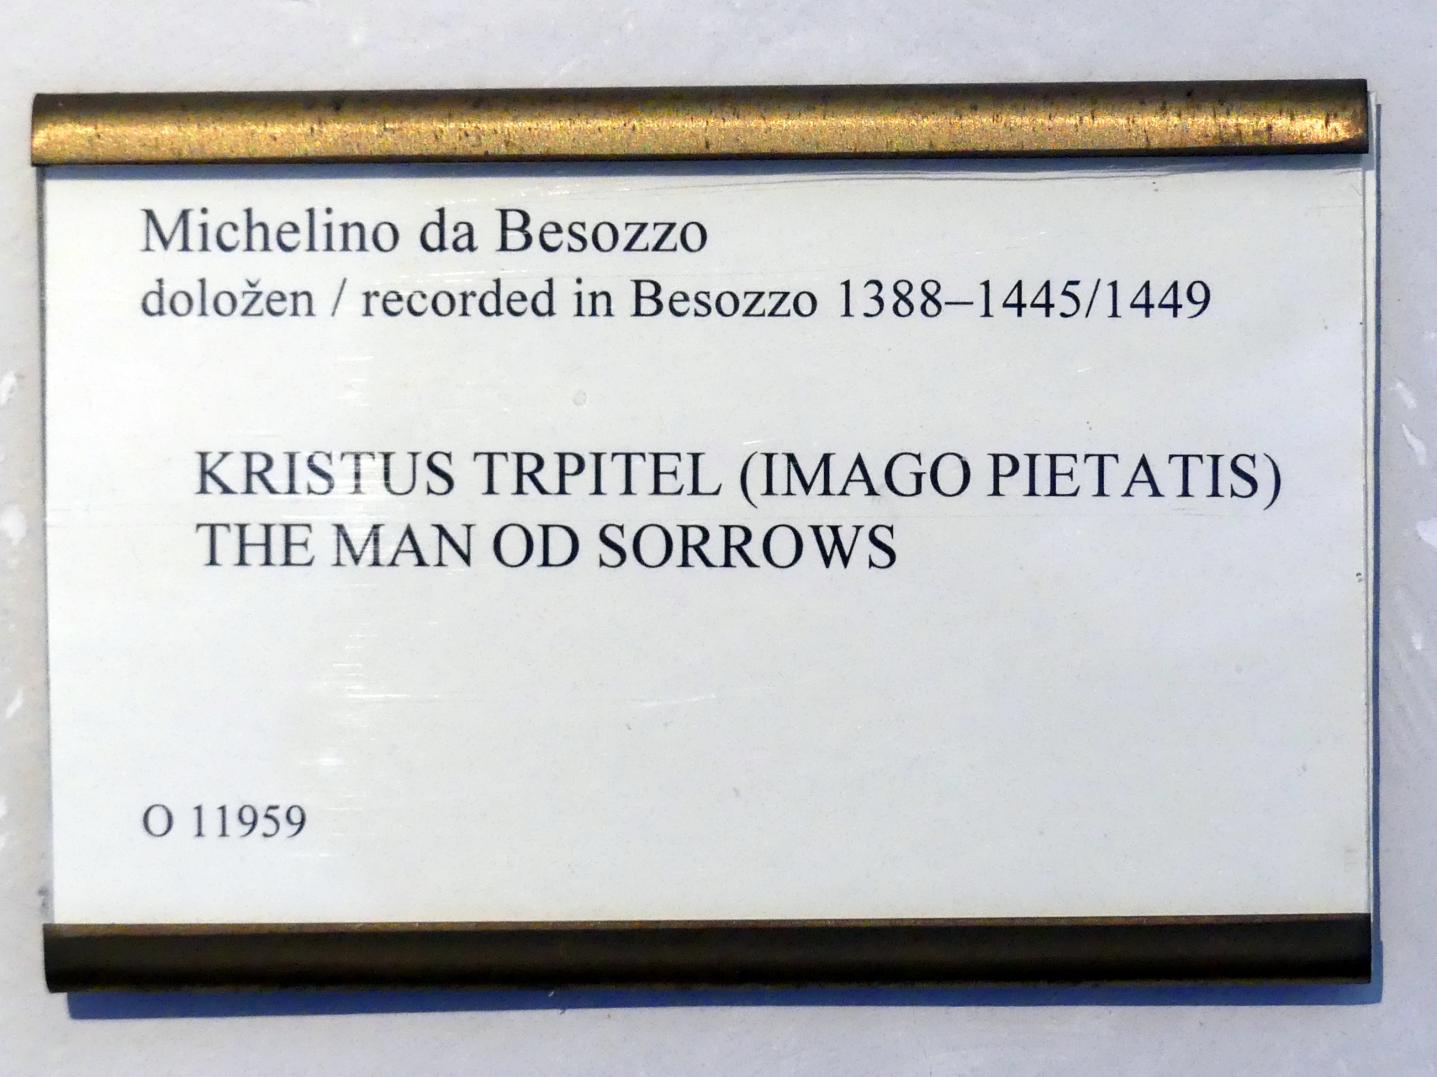 Michelino da Besozzo
doložen / recorded in Besozzo 1388–1445/1449
KRISTUS TRPITEL (IMAGO PIETATIS)
THE MAN OD SORROWS
O 11959